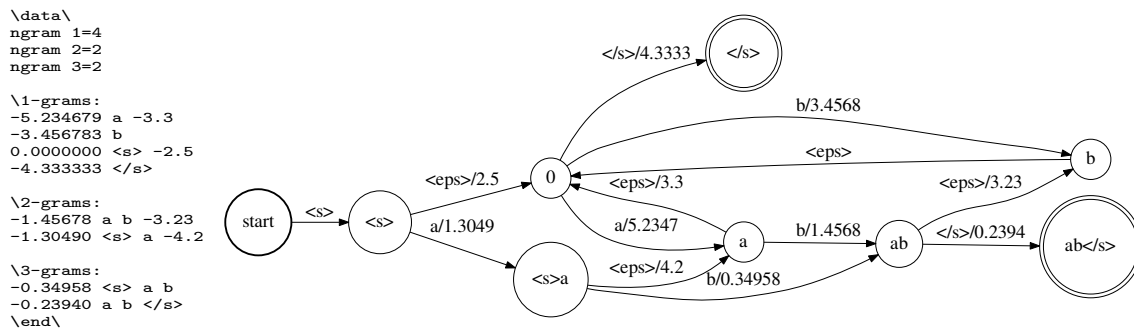 \data\
ngram 1=4
ngram 2=2
ngram 3=2
\1-grams:
-5.234679 a -3.3
-3.456783 b
0.0000000 <s> -2.5
-4.333333 </s>
\2-grams:
-1.45678 a b -3.23
-1.30490 <s> a -4.2
\3-grams:
-0.34958 <s> a b
-0.23940 a b </s>
\end\
start
<s>
<s>
<eps>/2.5
a/1.3049
0
<s>a
</s>/4.3333
</s>
b/3.4568
<eps>
b
<eps>/3.3
a/5.2347
a
<eps>/4.2
b/0.34958
b/1.4568
ab
<eps>/3.23
</s>/0.2394
ab</s>